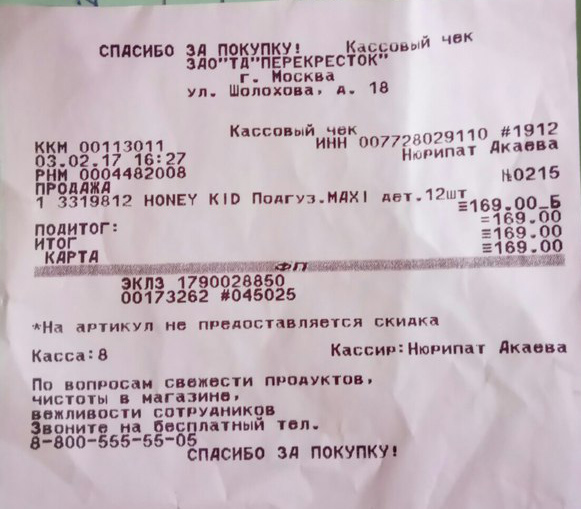 СПАСИБО ЗА ПОКУПКУ! Кассовый чек
ЗАО"ТД"ПЕРЕКРЕСТОК"
г. Москва
ул. Шолохова, д. 18
Кассовый чек
ККМ 00113011 ИНН 007728029110 #1912
03.02.17 16:27 Нюрипат Акаева
РНМ 0004482008 №0215
ПРОДАЖА
1 3319812 HONEY KID Подгуз.MAXI дет.12шт
≡169.00_Б
=169.00
ПОДИТОГ: ≡169.00
ИТОГ ≡169.00
КАРТА
ФП
ЭКЛЗ 1790028850
00173262 #045025
*На артикул не предоставляется скидка
Касса:8 Кассир:Нюрипат Акаева
По вопросам свежести продуктов,
чистоты в магазине,
вежливости сотрудников
Звоните на бесплатный тел.
8-800-555-55-05
СПАСИБО ЗА ПОКУПКУ!